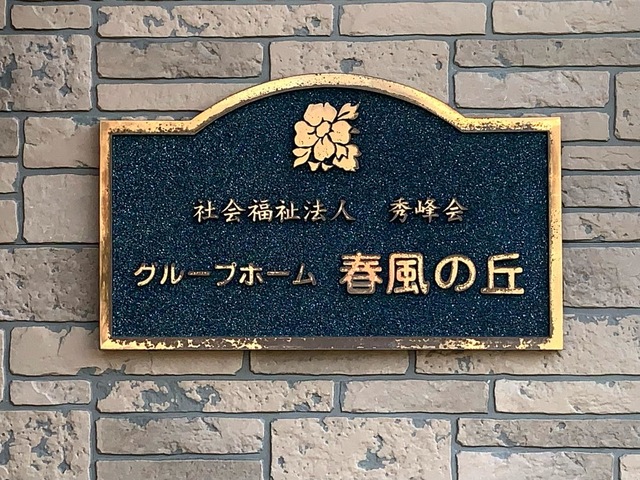 社会福祉法人 秀峰会
グループホーム 春風の丘